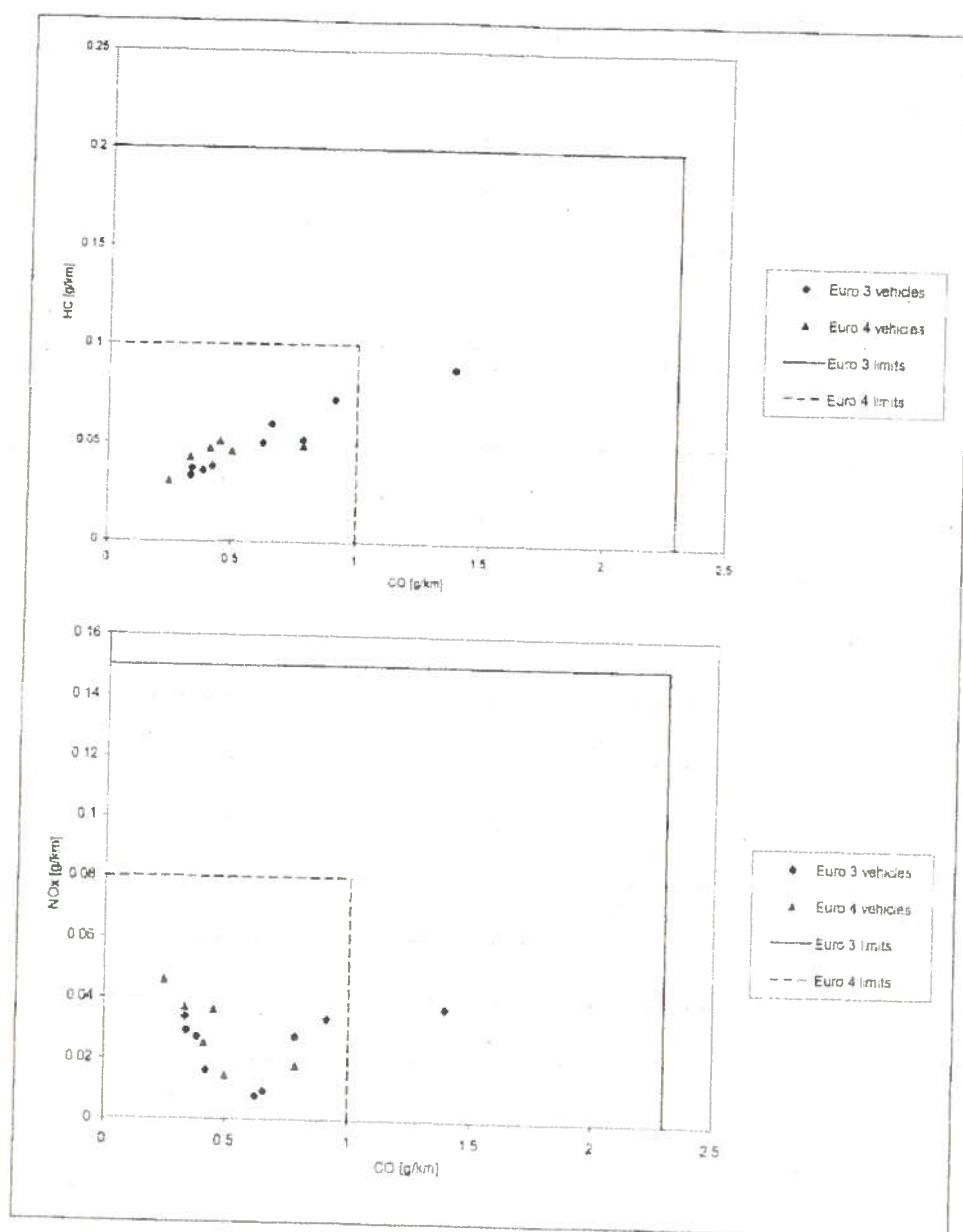 0.25
0.2
0.15
0.1
0.05
0
HC [g/km]
0 0.5 1 1.5 2 2.5
CO [g/km]
Euro 3 vehicles
Euro 4 vehicles
Euro 3 limits
Euro 4 limits
0.16
0.14
0.12
0.1
0.08
0.06
0.04
0.02
0
NOx [g/km]
0 0.5 1 1.5 2 2.5
CO [g/km]
Euro 3 vehicles
Euro 4 vehicles
Euro 3 limits
Euro 4 limits